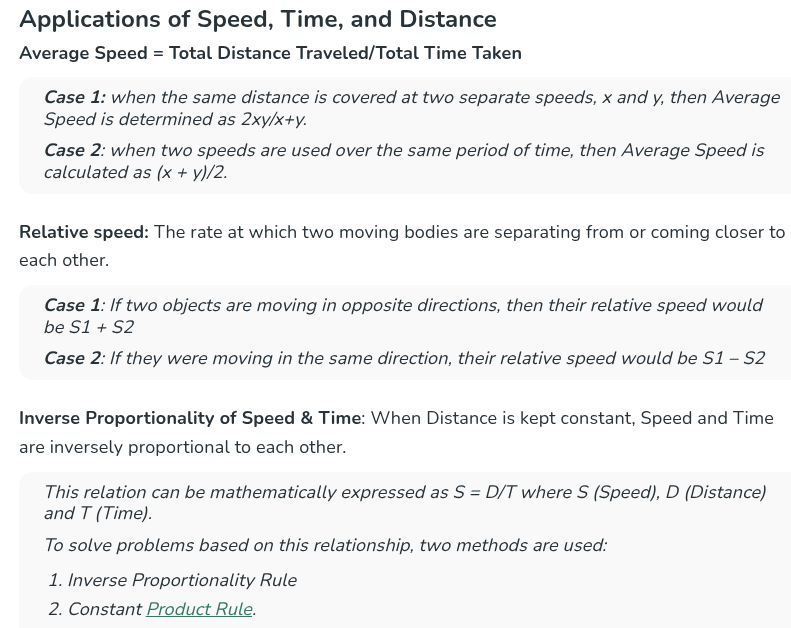 Applications of Speed, Time, and Distance
Average Speed = Total Distance Traveled/Total Time Taken
Case 1: when the same distance is covered at two separate speeds, x and y, then Average
Speed is determined as 2xy/x+y.
Case 2: when two speeds are used over the same period of time, then Average Speed is
calculated as (x + y)/2.
Relative speed: The rate at which two moving bodies are separating from or coming closer to
each other.
Case 1: If two objects are moving in opposite directions, then their relative speed would
be S1 + S2
Case 2: If they were moving in the same direction, their relative speed would be S1 – S2
Inverse Proportionality of Speed & Time: When Distance is kept constant, Speed and Time
are inversely proportional to each other.
This relation can be mathematically expressed as S = D/T where S (Speed), D (Distance)
and T (Time).
To solve problems based on this relationship, two methods are used:
1. Inverse Proportionality Rule
2. Constant Product Rule.